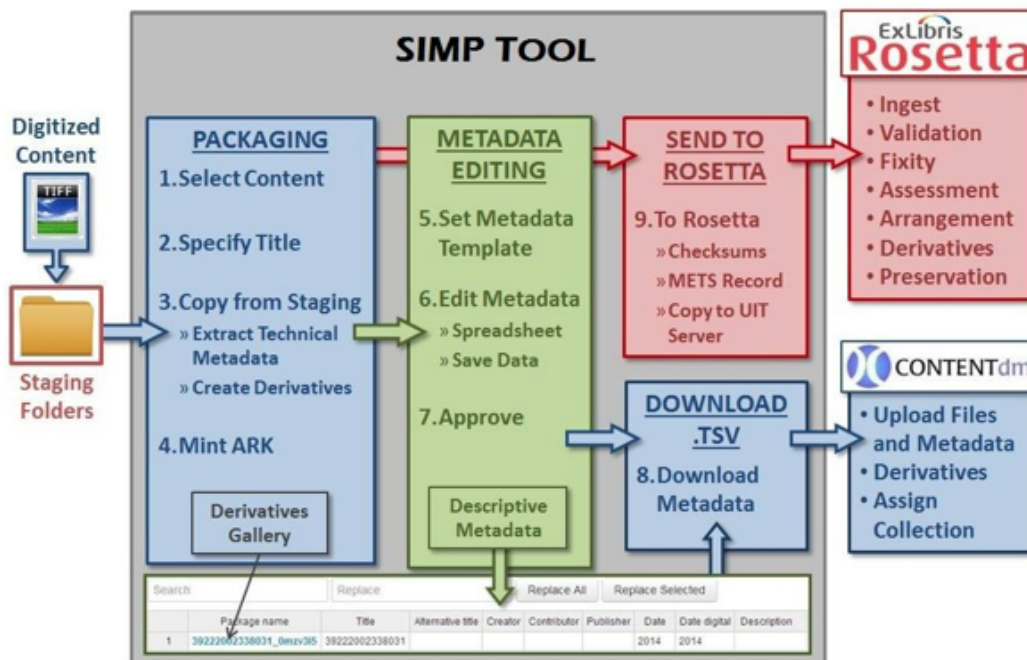 SIMP TOOL
Digitized
Content
TIFF
Staging
Folders
PACKAGING
1.Select Content
2.Specify Title
3.Copy from Staging
» Extract Technical
Metadata
» Create Derivatives
4.Mint ARK
Derivatives
Gallery
METADATA
EDITING
5.Set Metadata
Template
6.Edit Metadata
» Spreadsheet
» Save Data
7.Approve
Descriptive
Metadata
SEND TO
ROSETTA
9.To Rosetta
» Checksums
» METS Record
» Copy to UIT
Server
DOWNLOAD
.TSV
8.Download
Metadata
ExLibris
Rosetta
• Ingest
• Validation
• Fixity
• Assessment
• Arrangement
• Derivatives
• Preservation
CONTENTdm
• Upload Files
and Metadata
• Derivatives
• Assign
Collection
Search Replace Replace All Replace Selected
Package name Title Alternative title Creator Contributor Publisher Date Date digital Description
1 39222002338031_0mzv3l5 39222002338031 2014 2014